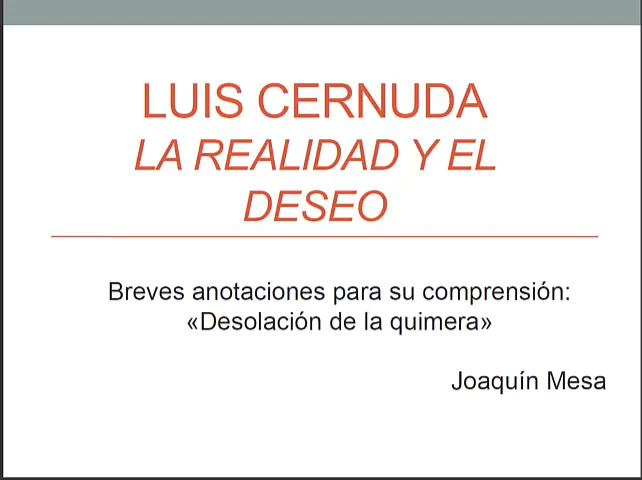 LUIS CERNUDA
LA REALIDAD Y EL
DESEO
Breves anotaciones para su comprensión:
«Desolación de la quimera»
Joaquín Mesa